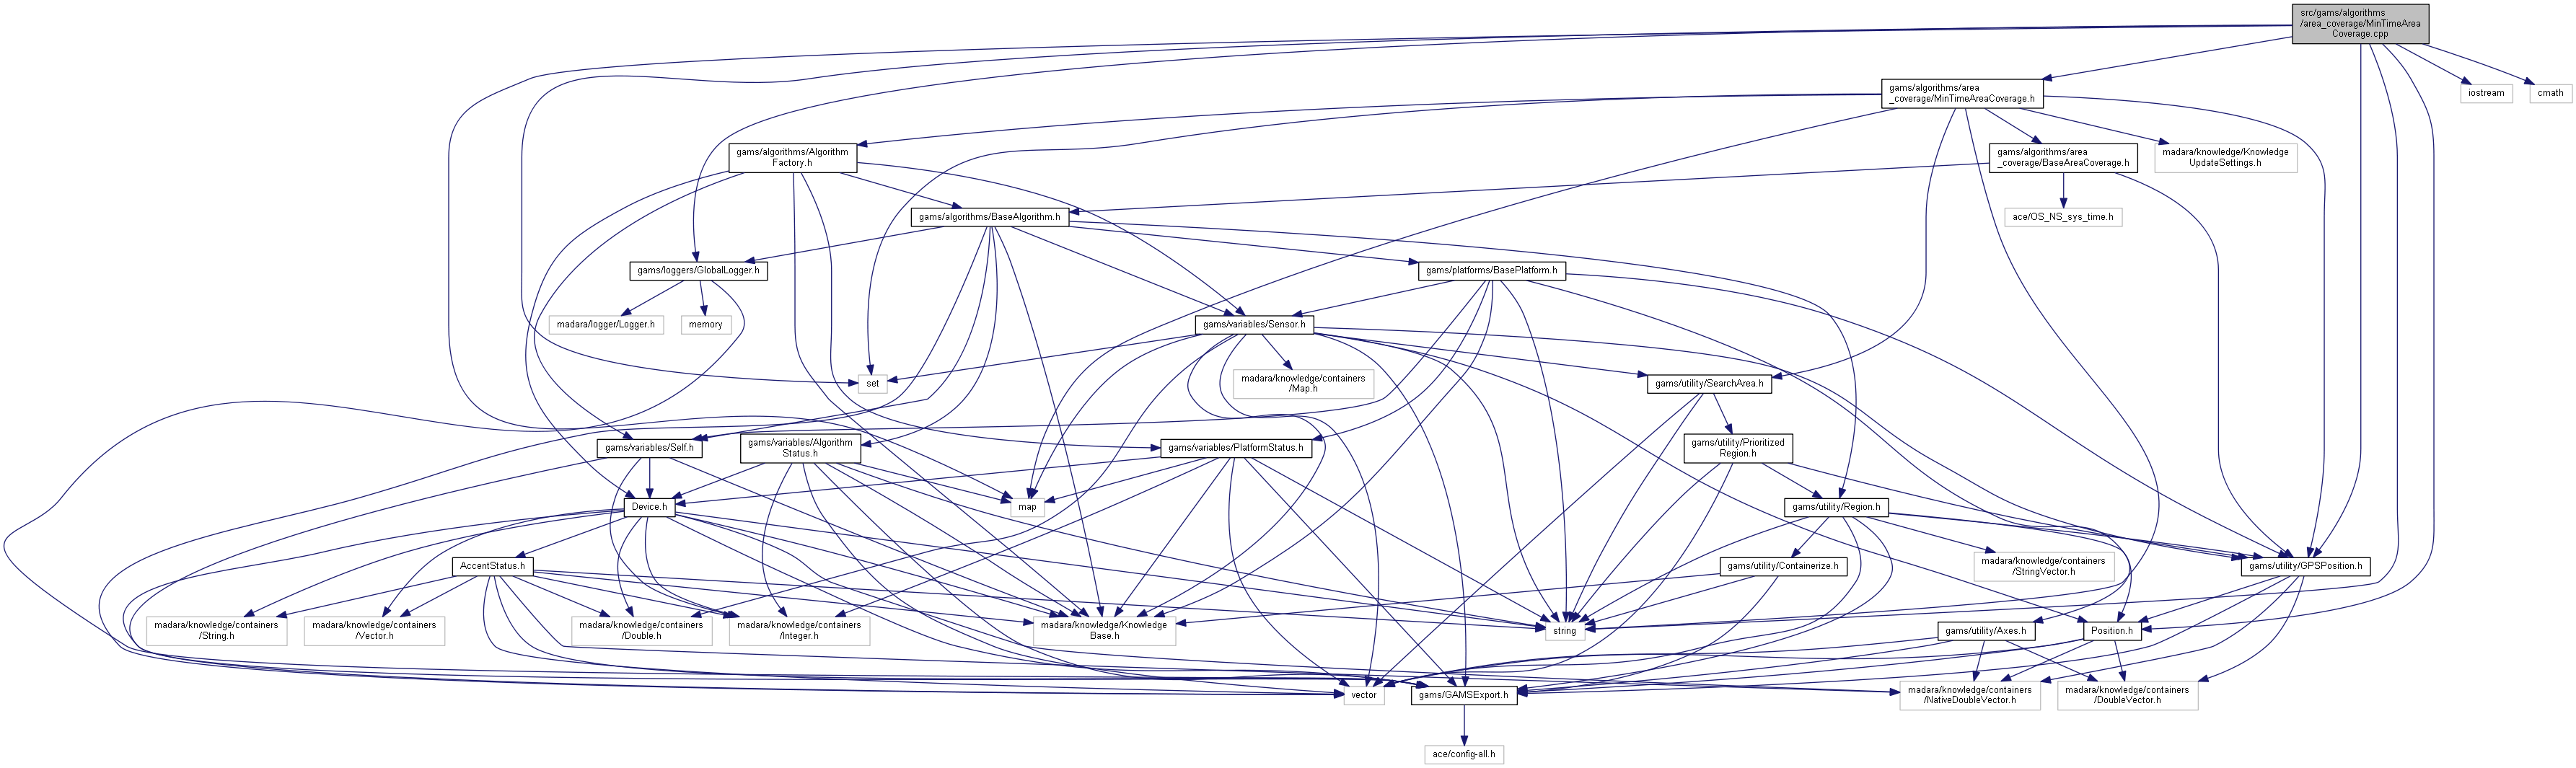 src/gams/algorithms
/area_coverage/MinTimeArea
Coverage.cpp
gams/algorithms/area
_coverage/MinTimeAreaCoverage.h
iostream
cmath
gams/algorithms/Algorithm
Factory.h
gams/algorithms/area
_coverage/BaseAreaCoverage.h
madara/knowledge/Knowledge
UpdateSettings.h
gams/algorithms/BaseAlgorithm.h
ace/OS_NS_sys_time.h
gams/loggers/GlobalLogger.h
gams/platforms/BasePlatform.h
madara/logger/Logger.h
memory
gams/variables/Sensor.h
set
madara/knowledge/containers
/Map.h
gams/utility/SearchArea.h
gams/variables/Self.h
gams/variables/Algorithm
Status.h
gams/variables/PlatformStatus.h
gams/utility/Prioritized
Region.h
Device.h
map
gams/utility/Region.h
AccentStatus.h
gams/utility/Containerize.h
madara/knowledge/containers
/StringVector.h
gams/utility/GPSPosition.h
madara/knowledge/containers
/String.h
madara/knowledge/containers
/Vector.h
madara/knowledge/containers
/Double.h
madara/knowledge/containers
/Integer.h
madara/knowledge/Knowledge
Base.h
string
gams/utility/Axes.h
Position.h
vector
gams/GAMSExport.h
madara/knowledge/containers
/NativeDoubleVector.h
madara/knowledge/containers
/DoubleVector.h
ace/config-all.h